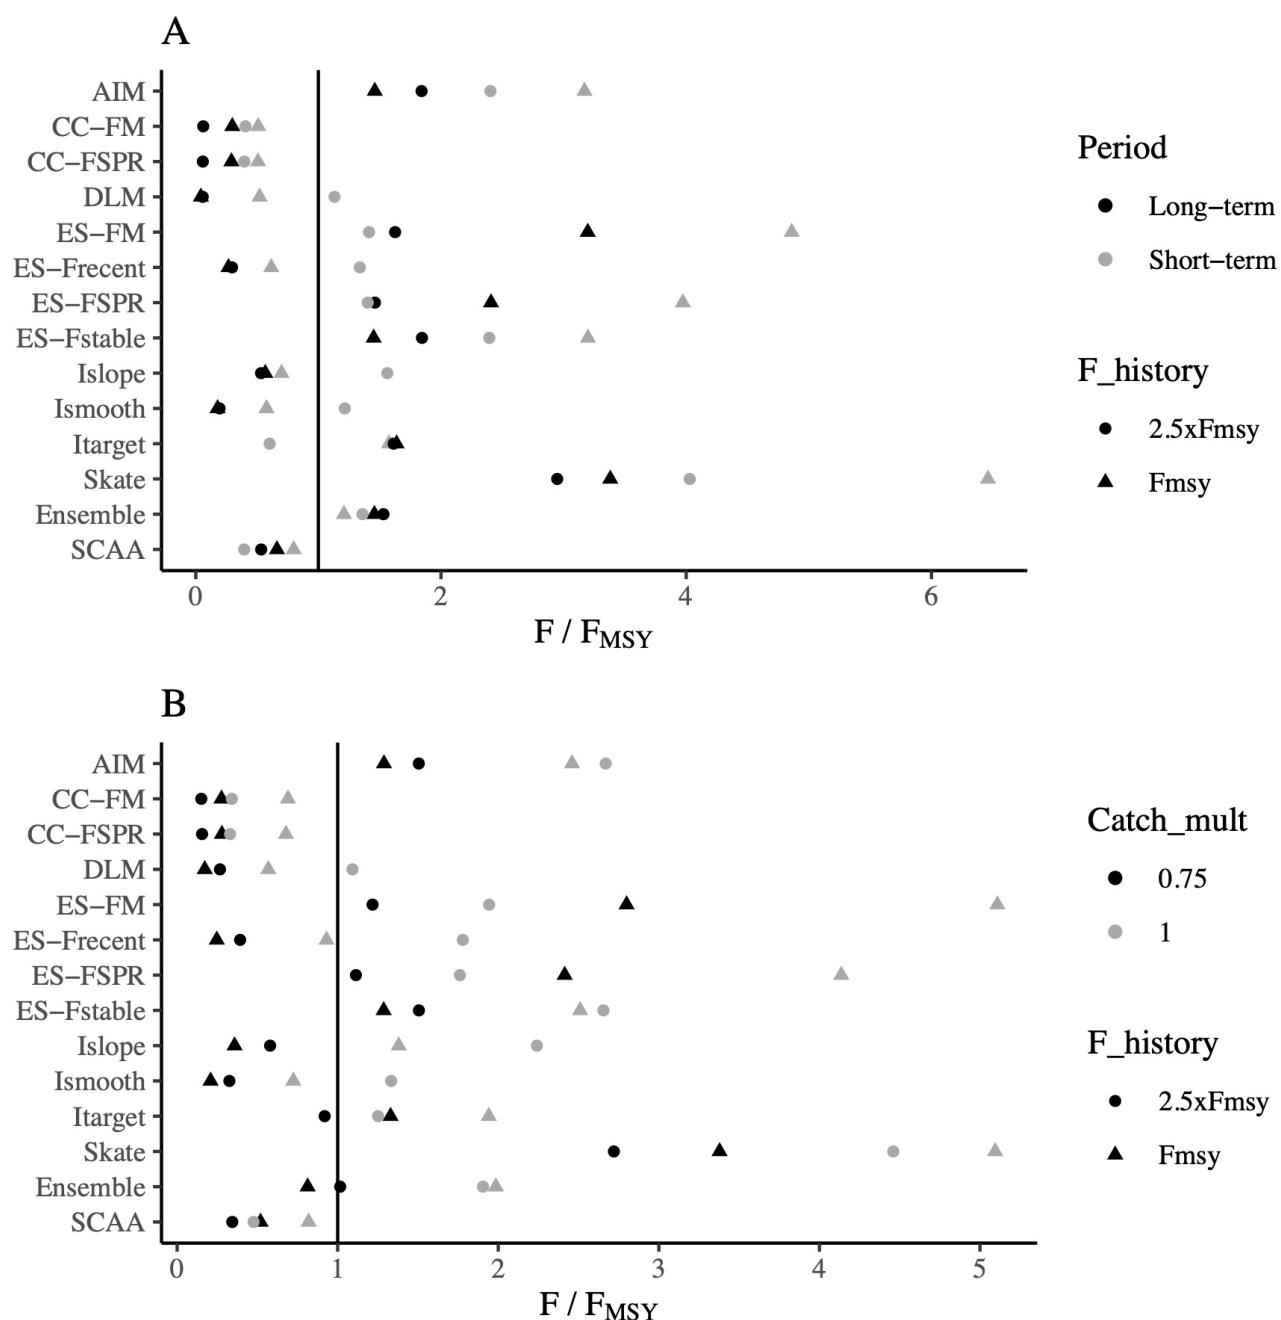 A
AIM
CC−FM
CC−FSPR
DLM
ES−FM
ES−Frecent
ES−FSPR
ES−Fstable
Islope
Ismooth
Itarget
Skate
Ensemble
SCAA
0 2 4 6
F / FMSY
Period
Long−term
Short−term
F_history
2.5xFmsy
Fmsy
B
AIM
CC−FM
CC−FSPR
DLM
ES−FM
ES−Frecent
ES−FSPR
ES−Fstable
Islope
Ismooth
Itarget
Skate
Ensemble
SCAA
0 1 2 3 4 5
F / FMSY
Catch_mult
0.75
1
F_history
2.5xFmsy
Fmsy